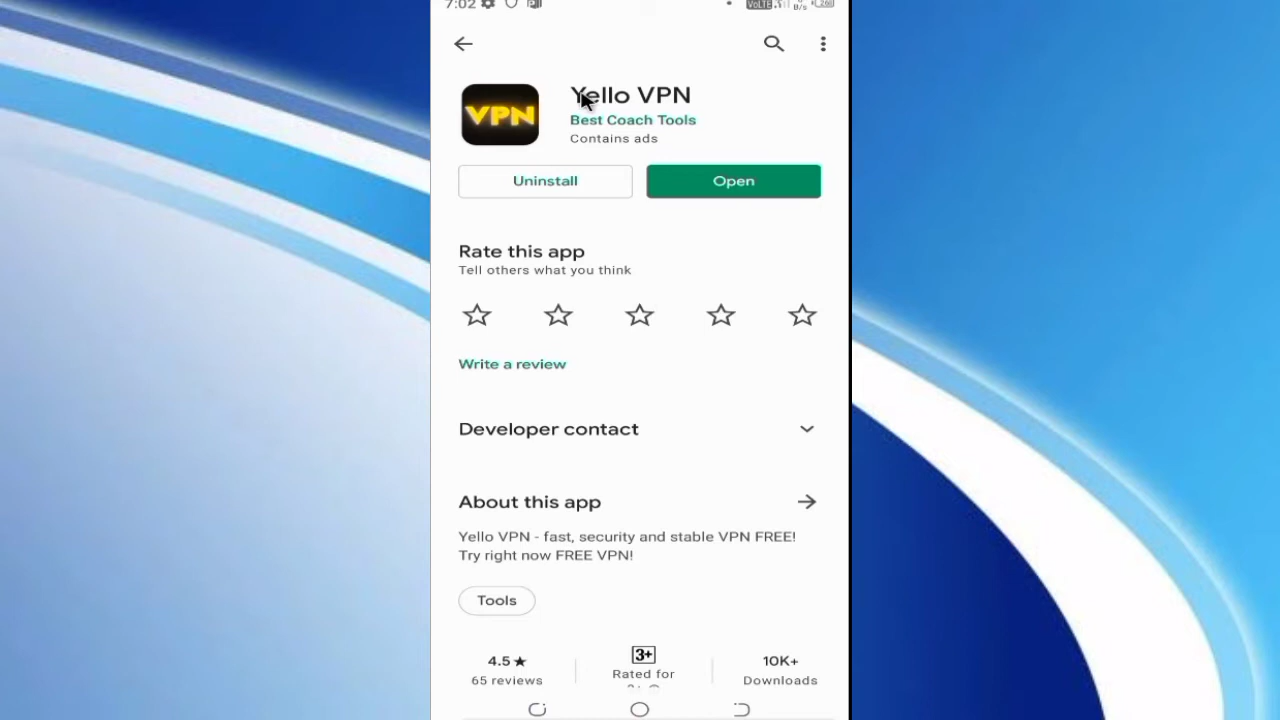 7:02
VoLTE
B/s
Yello VPN
VPN
Best Coach Tools
Contains ads
Uninstall
Open
Rate this app
Tell others what you think
Write a review
Developer contact
About this app
Yello VPN - fast, security and stable VPN FREE!
Try right now FREE VPN!
Tools
4.5★
3+
10K+
65 reviews
Rated for
Downloads